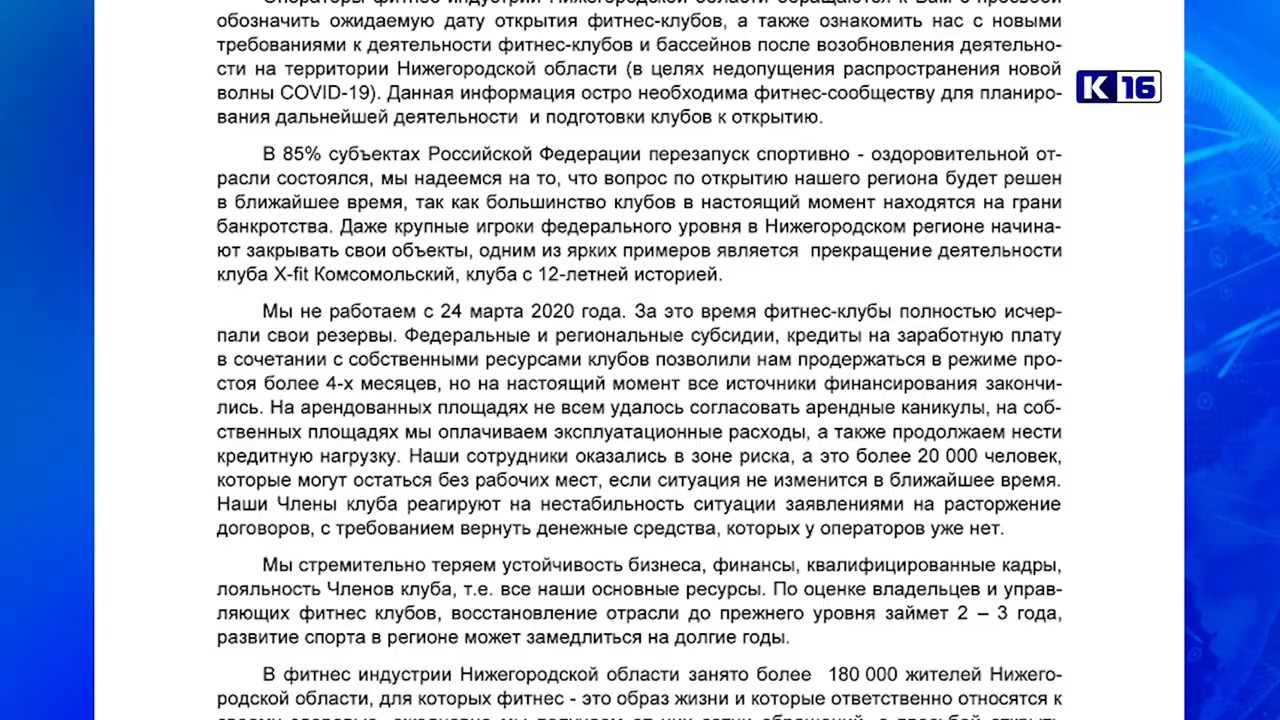 Операторы фитнес индустрии Нижегородской области обращаются к Вам с просьбой
обозначить ожидаемую дату открытия фитнес-клубов, а также ознакомить нас с новыми
требованиями к деятельности фитнес-клубов и бассейнов после возобновления деятельно-
сти на территории Нижегородской области (в целях недопущения распространения новой
волны COVID-19). Данная информация остро необходима фитнес-сообществу для планиро-
вания дальнейшей деятельности и подготовки клубов к открытию.
В 85% субъектах Российской Федерации перезапуск спортивно - оздоровительной от-
расли состоялся, мы надеемся на то, что вопрос по открытию нашего региона будет решен
в ближайшее время, так как большинство клубов в настоящий момент находятся на грани
банкротства. Даже крупные игроки федерального уровня в Нижегородском регионе начина-
ют закрывать свои объекты, одним из ярких примеров является прекращение деятельности
клуба X-fit Комсомольский, клуба с 12-летней историей.
Мы не работаем с 24 марта 2020 года. За это время фитнес-клубы полностью исчер-
пали свои резервы. Федеральные и региональные субсидии, кредиты на заработную плату
в сочетании с собственными ресурсами клубов позволили нам продержаться в режиме про-
стоя более 4-х месяцев, но на настоящий момент все источники финансирования закончи-
лись. На арендованных площадях не всем удалось согласовать арендные каникулы, на соб-
ственных площадях мы оплачиваем эксплуатационные расходы, а также продолжаем нести
кредитную нагрузку. Наши сотрудники оказались в зоне риска, а это более 20 000 человек,
которые могут остаться без рабочих мест, если ситуация не изменится в ближайшее время.
Наши Члены клуба реагируют на нестабильность ситуации заявлениями на расторжение
договоров, с требованием вернуть денежные средства, которых у операторов уже нет.
Мы стремительно теряем устойчивость бизнеса, финансы, квалифицированные кадры,
лояльность Членов клуба, т.е. все наши основные ресурсы. По оценке владельцев и управ-
ляющих фитнес клубов, восстановление отрасли до прежнего уровня займет 2 – 3 года,
развитие спорта в регионе может замедлиться на долгие годы.
В фитнес индустрии Нижегородской области занято более 180 000 жителей Нижего-
родской области, для которых фитнес - это образ жизни и которые ответственно относятся к
К 16